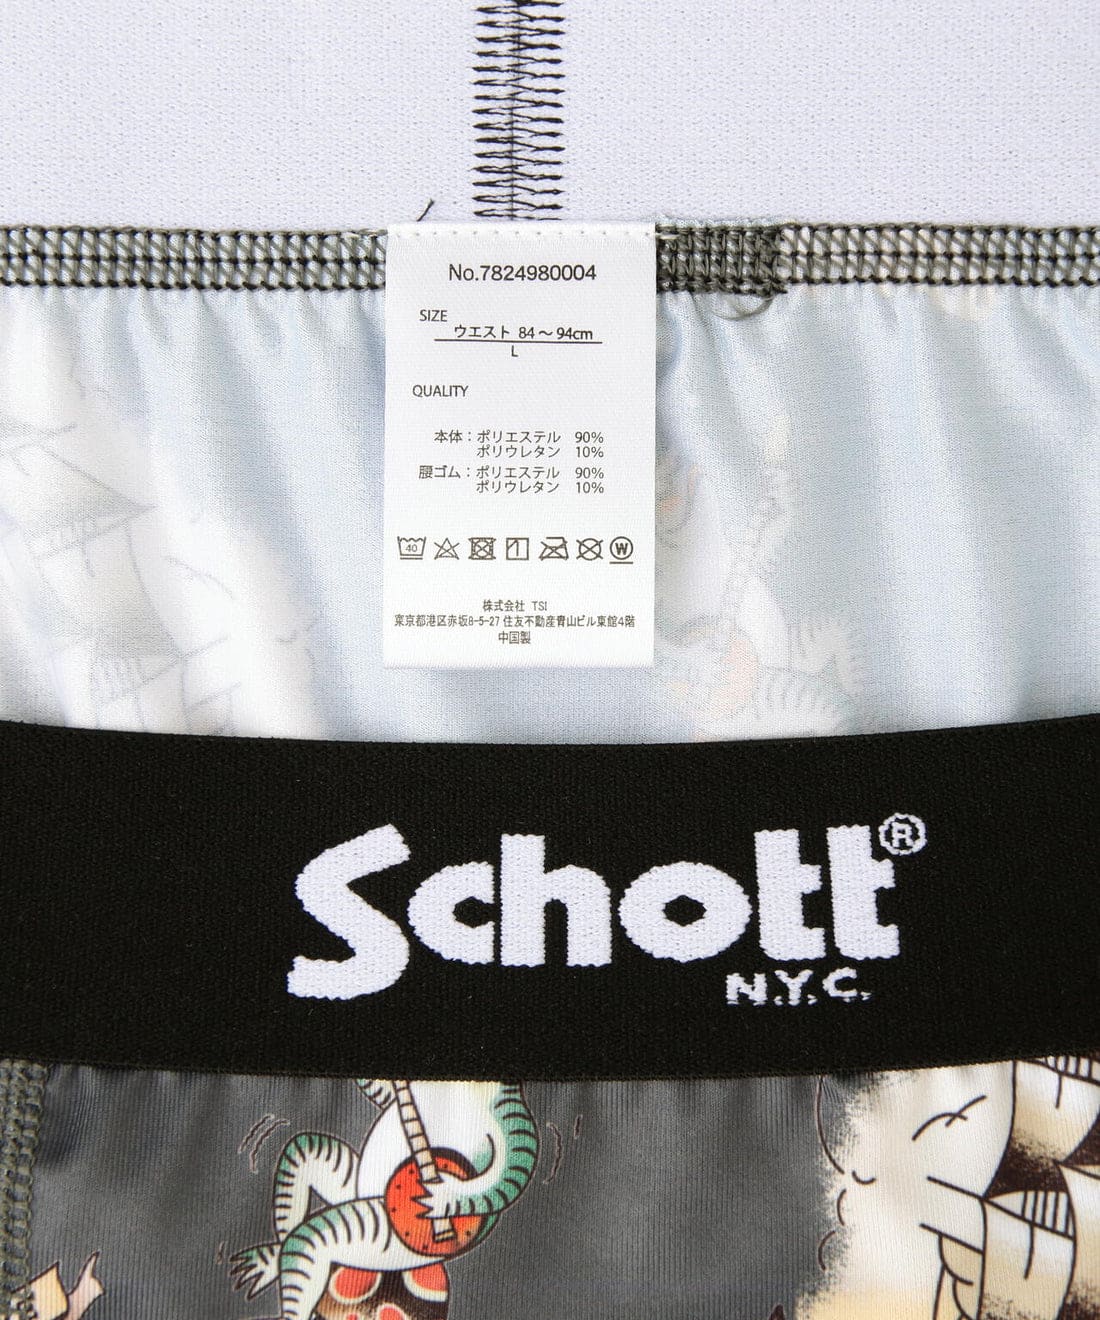 No.7824980004
SIZE
ウエスト 84～94cm
L
QUALITY
本体：ポリエステル 90%
ポリウレタン 10%
腰ゴム：ポリエステル 90%
ポリウレタン 10%
40 W
株式会社 TSI
東京都港区赤坂8-5-27 住友不動産青山ビル東館4階
中国製
Schott®
N.Y.C.